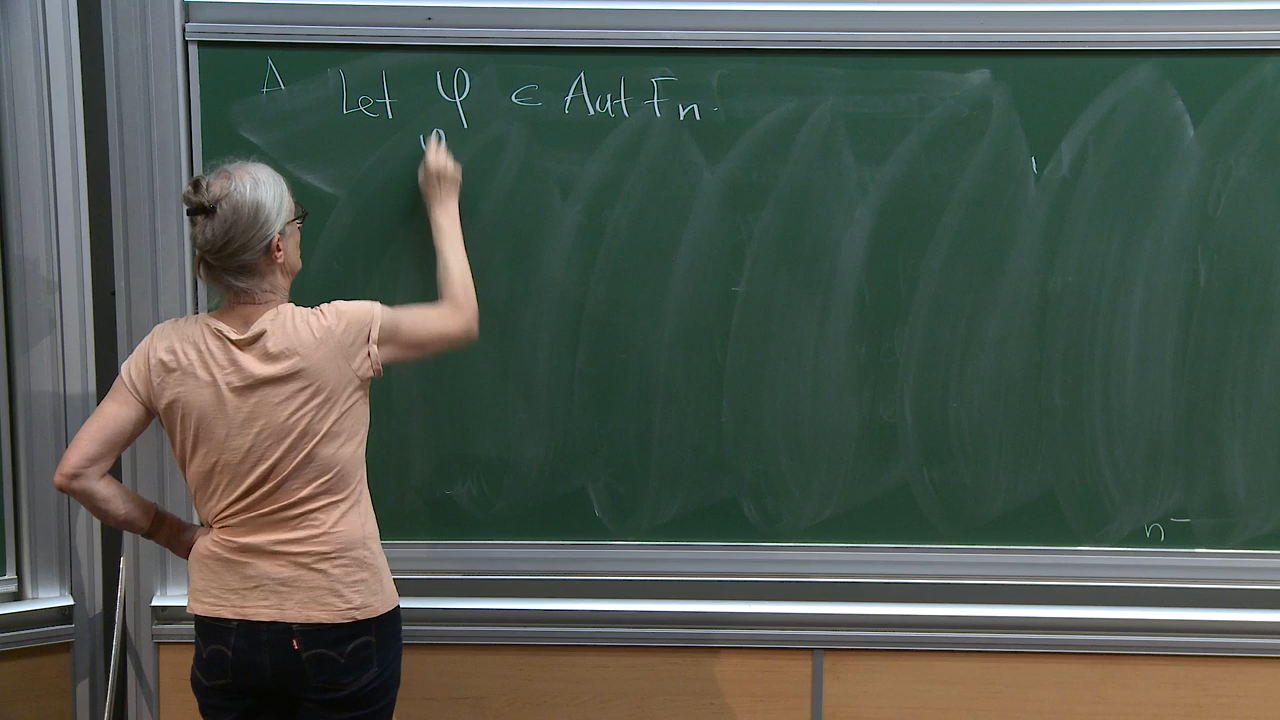 A Let φ ∈ Aut Fn.
φ
n